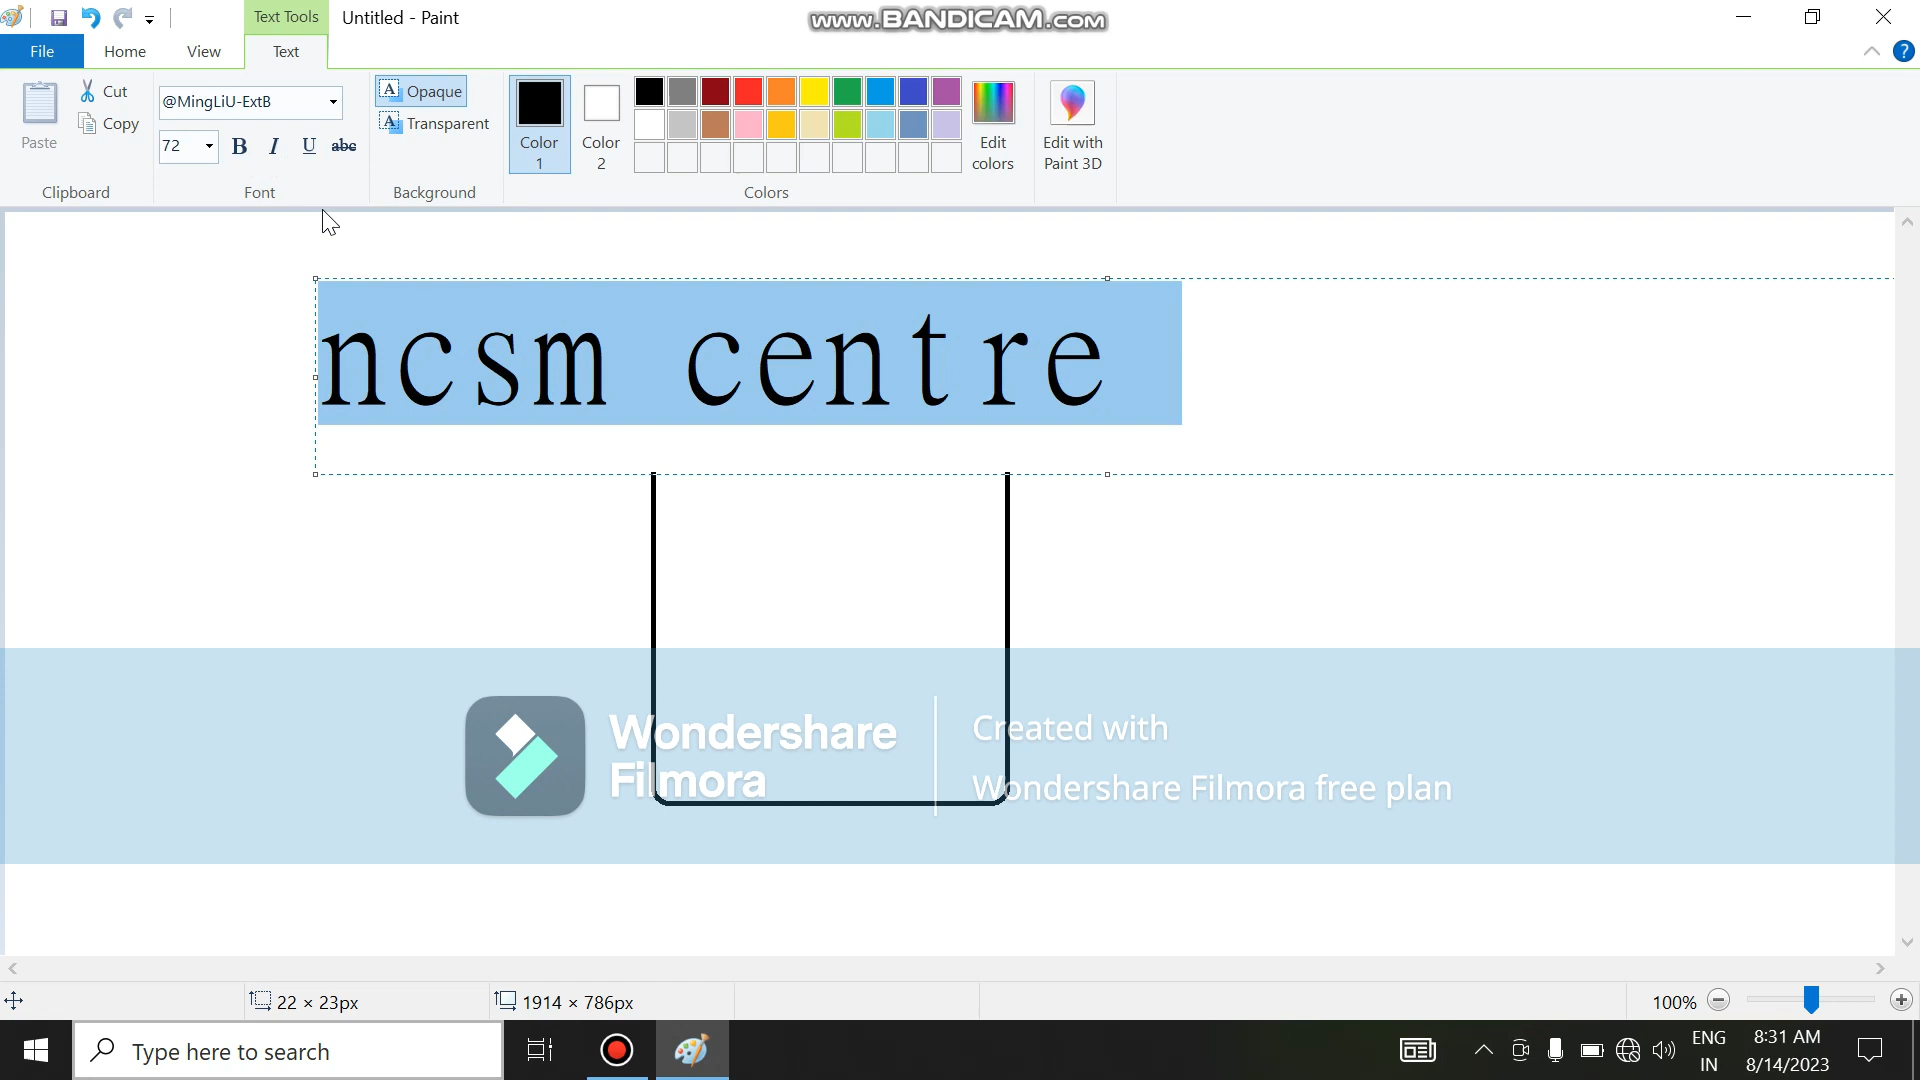 Text Tools
Untitled - Paint
www.BANDICAM.com
File
Home
View
Text
Paste
Cut
Copy
Clipboard
@MingLiU-ExtB
72
B
I
U
abc
Font
A Opaque
A Transparent
Background
Color
1
Color
2
Colors
Edit
colors
Edit with
Paint 3D
ncsm centre
Wondershare
Filmora
Created with
Wondershare Filmora free plan
22 × 23px
1914 × 786px
100%
Type here to search
ENG
IN
8:31 AM
8/14/2023